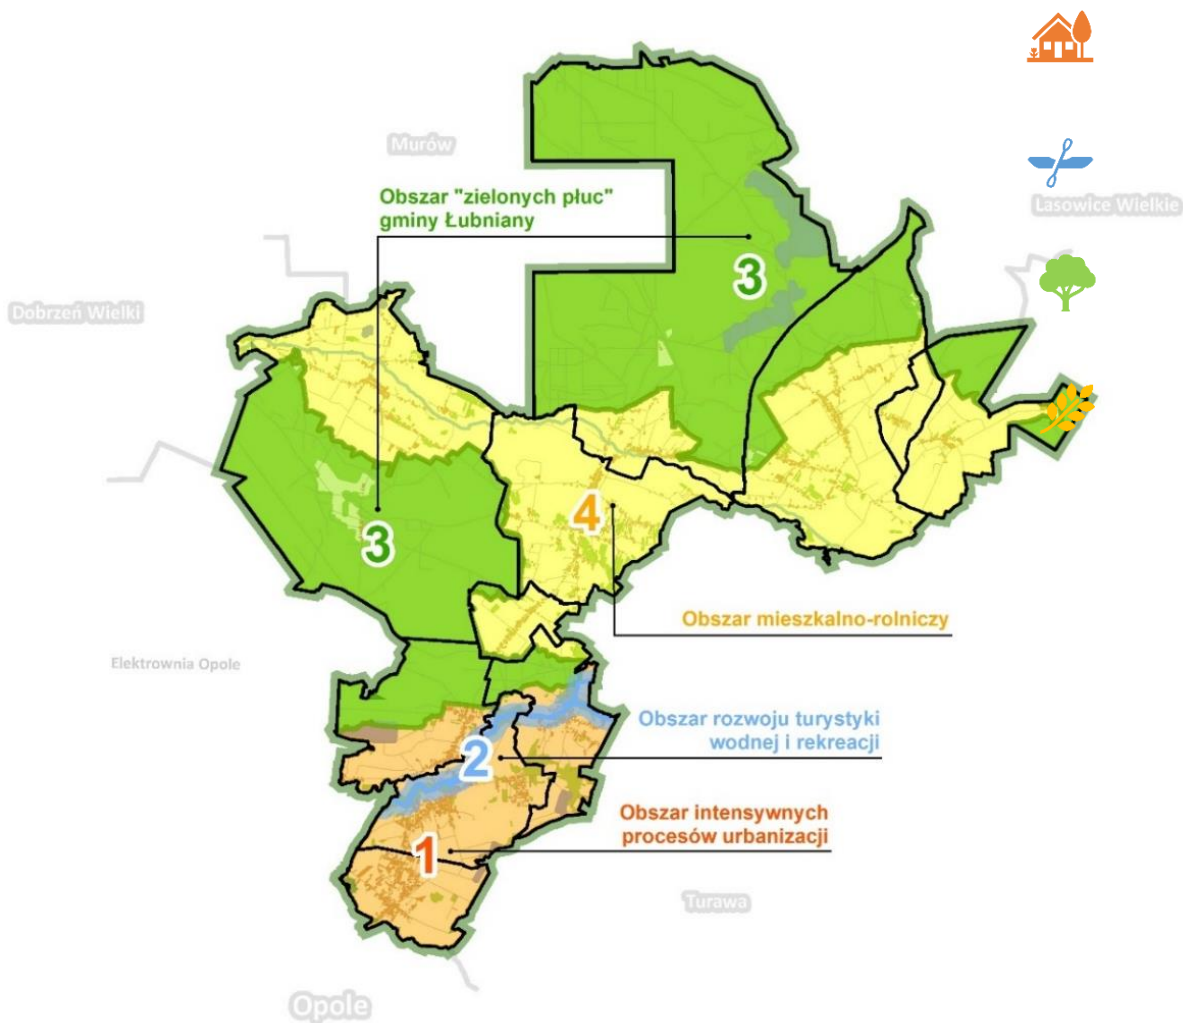 Murów
Obszar "zielonych płuc"
gminy Łubniany
Lasowice Wielkie
3
Dobrzeń Wielki
4
3
Obszar mieszkalno-rolniczy
Elektrownia Opole
Obszar rozwoju turystyki
wodnej i rekreacji
2
Obszar intensywnych
procesów urbanizacji
1
Turawa
Opole